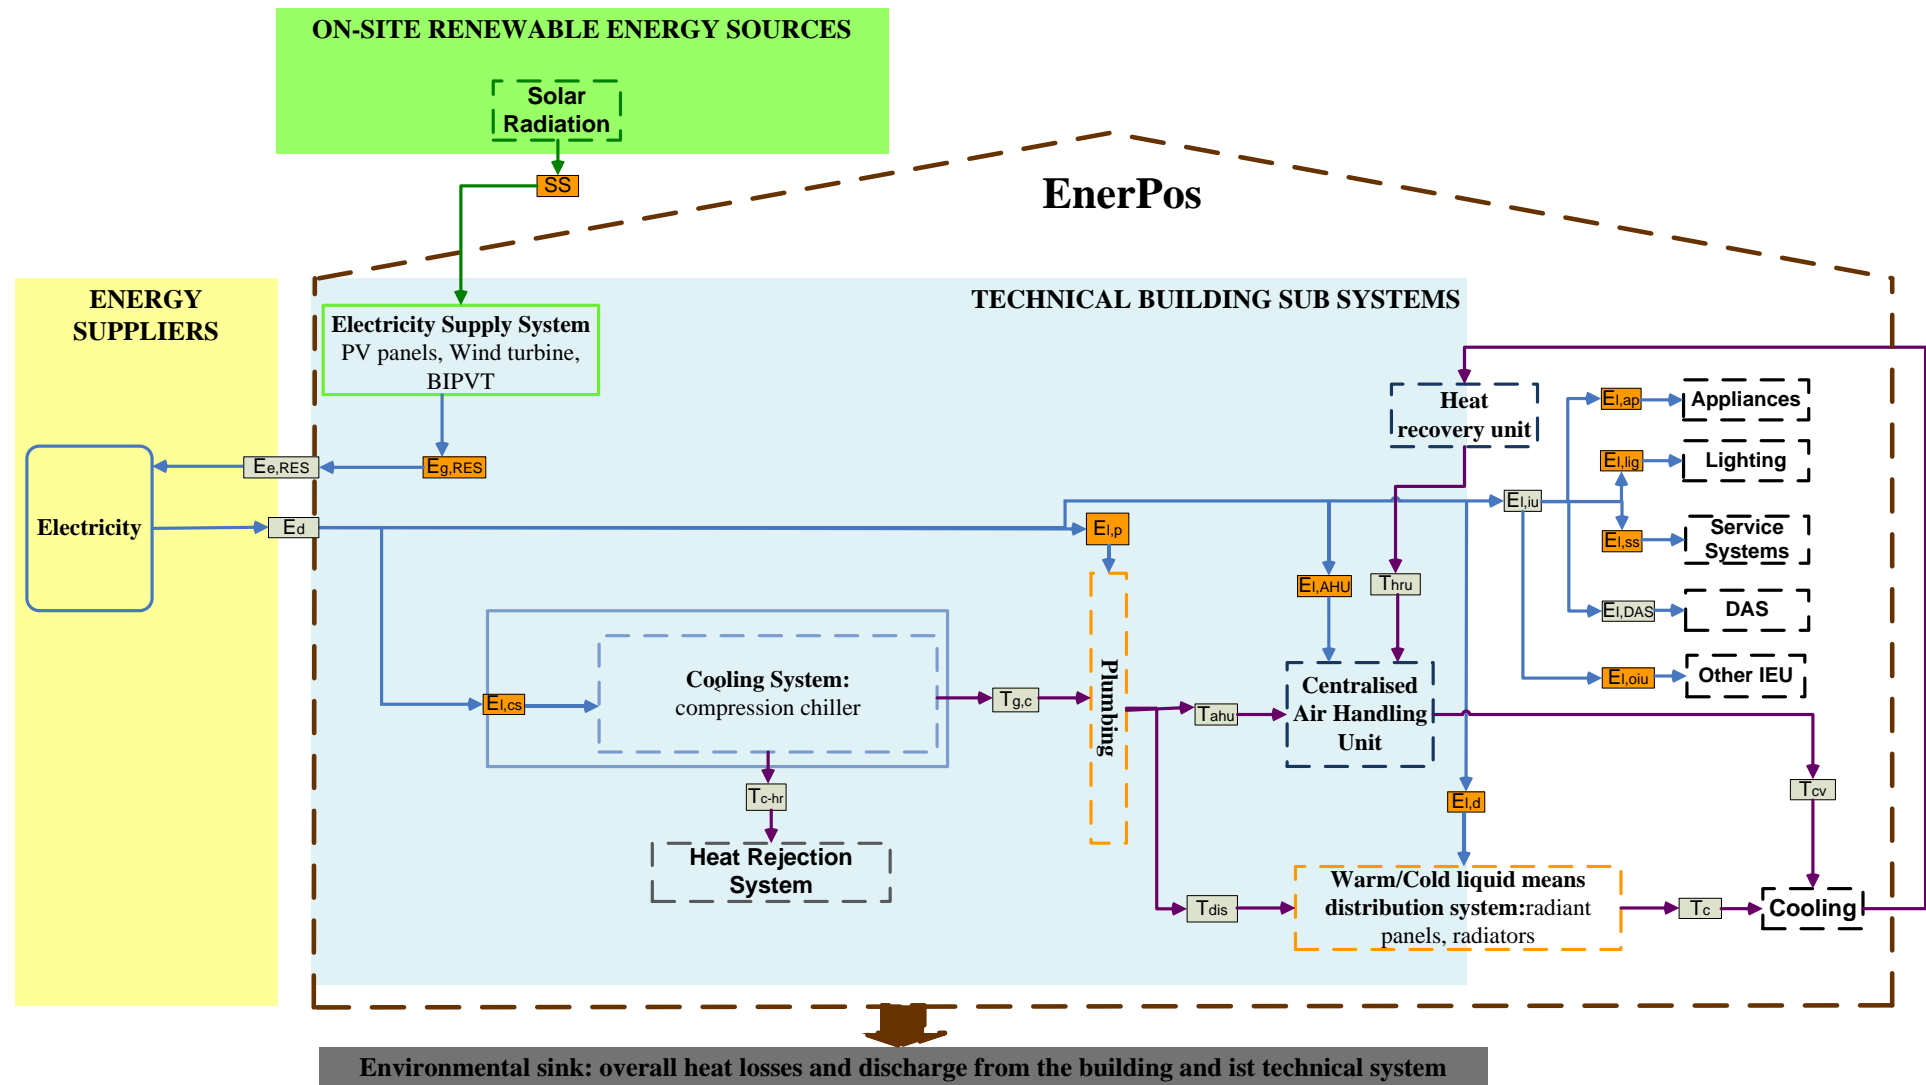 ON-SITE RENEWABLE ENERGY SOURCES
Solar
Radiation
SS
EnerPos
ENERGY
SUPPLIERS
TECHNICAL BUILDING SUB SYSTEMS
Electricity Supply System
PV panels, Wind turbine,
BIPVT
Heat
recovery unit
El,ap
Appliances
Ee,RES
Eg,RES
El,lig
Lighting
Electricity
Ed
El,p
El,iu
El,ss
Service
Systems
El,AHU
Thru
El,DAS
DAS
Cooling System:
compression chiller
El,cs
Tg,c
Plumbing
Tahu
Centralised
Air Handling
Unit
El,oiu
Other IEU
Tc-hr
El,d
Tcv
Heat Rejection
System
Tdis
Warm/Cold liquid means
distribution system:radiant
panels, radiators
Tc
Cooling
Environmental sink: overall heat losses and discharge from the building and ist technical system